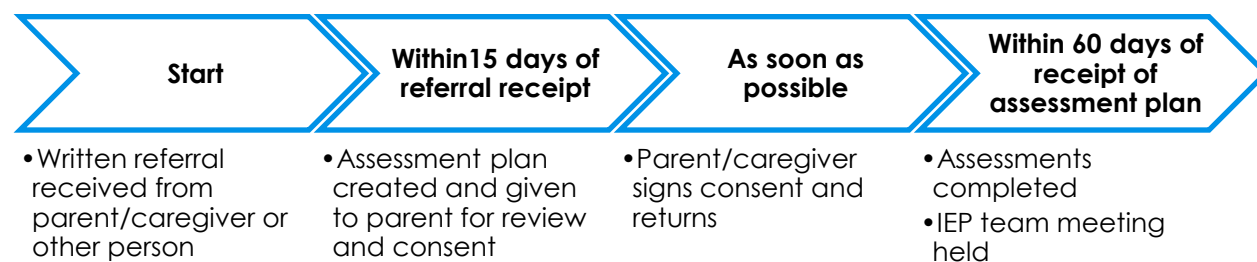 Start
Within15 days of
referral receipt
As soon as
possible
Within 60 days of
receipt of
assessment plan
•Written referral
received from
parent/caregiver or
other person
•Assessment plan
created and given
to parent for review
and consent
•Parent/caregiver
signs consent and
returns
•Assessments
completed
•IEP team meeting
held